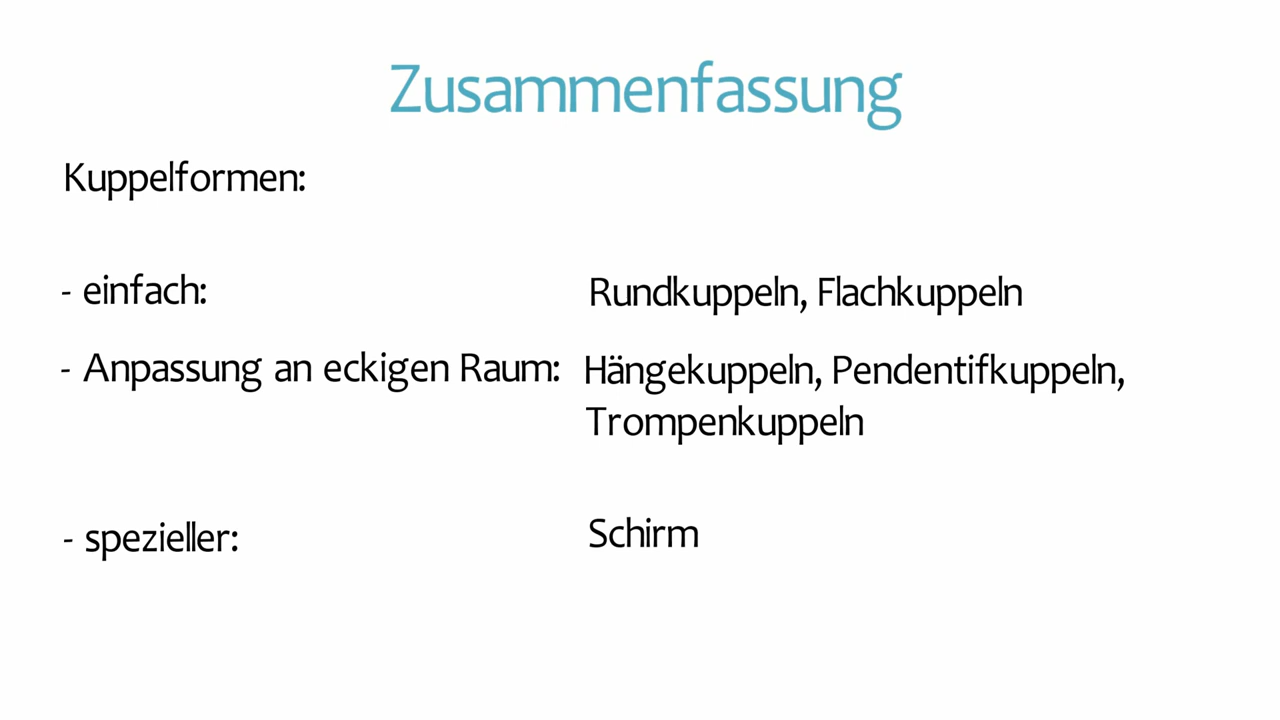 Zusammenfassung
Kuppelformen:
- einfach: Rundkuppeln, Flachkuppeln
- Anpassung an eckigen Raum: Hängekuppeln, Pendentifkuppeln,
Trompenkuppeln
- spezieller: Schirm